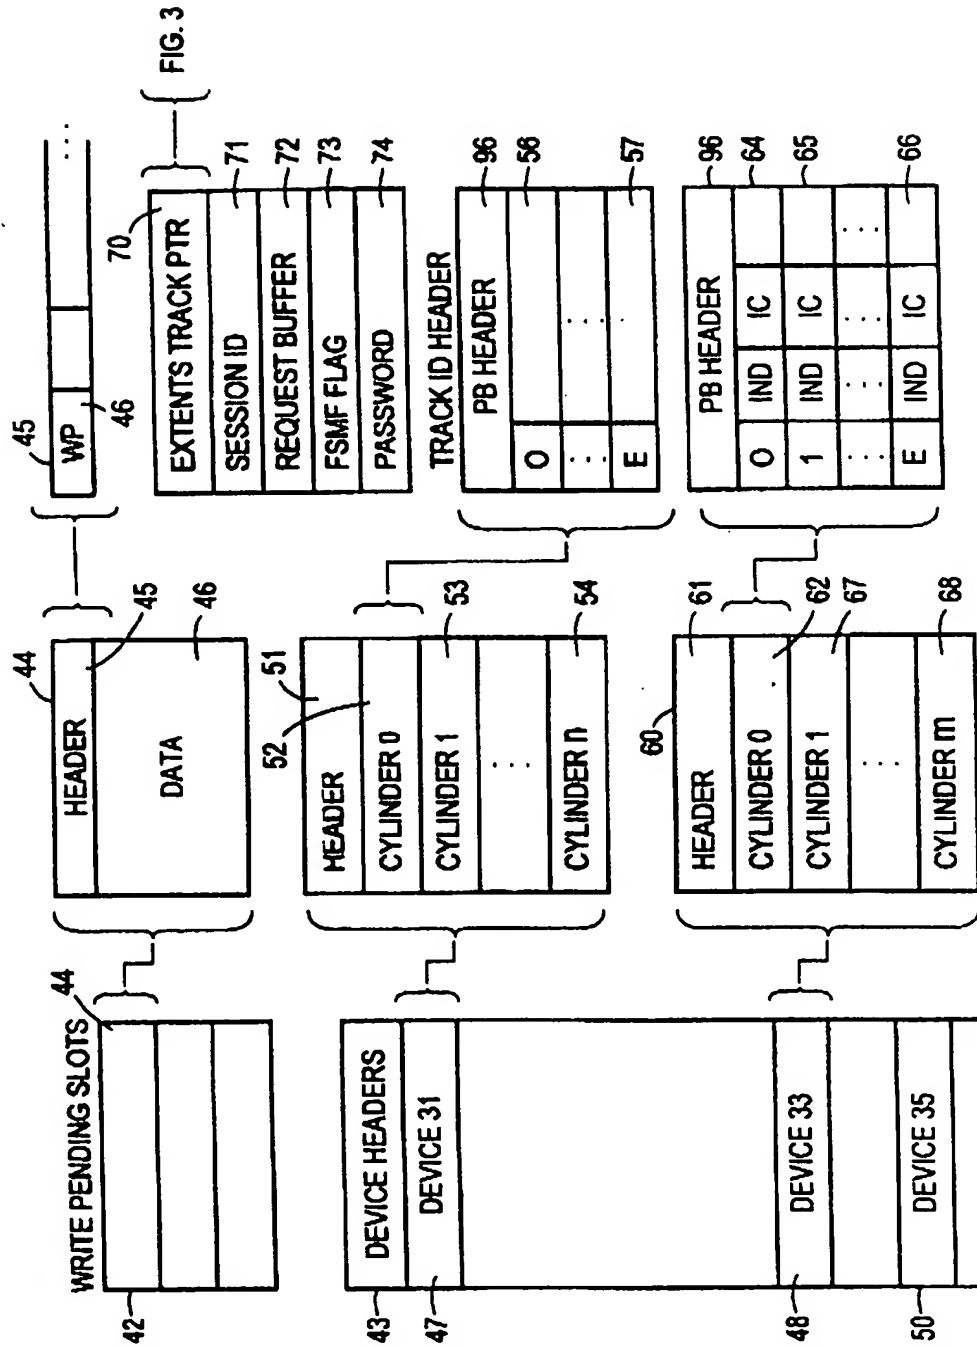 WRITE PENDING SLOTS
42
44
43
DEVICE HEADERS
47
DEVICE 31
48
DEVICE 33
50
DEVICE 35
44
HEADER
45
DATA
46
52
51
HEADER
CYLINDER 0
CYLINDER 1
53
...
CYLINDER n
54
60
HEADER
61
CYLINDER 0
62
CYLINDER 1
67
...
CYLINDER m
68
45
WP
46
...
70
EXTENTS TRACK PTR
FIG. 3
SESSION ID
71
REQUEST BUFFER
72
FSMF FLAG
73
PASSWORD
74
TRACK ID HEADER
PB HEADER
96
0
56
... ...
E
57
PB HEADER
96
0 IND IC
64
1 IND IC
65
... ... ... ...
E IND IC
66